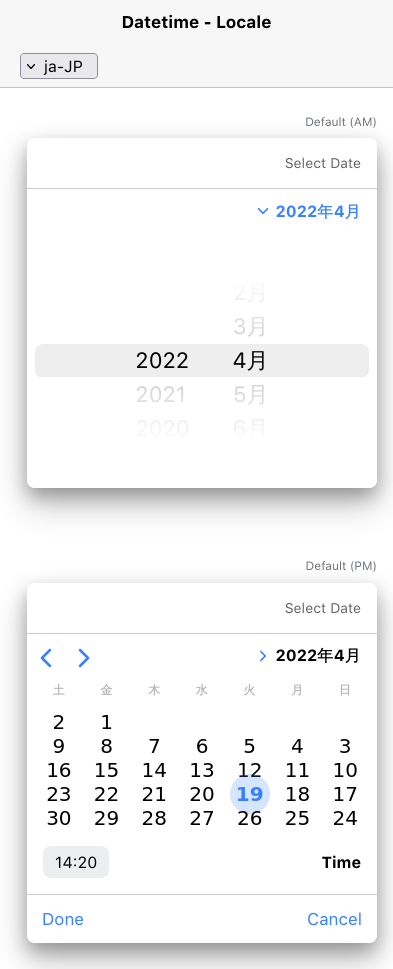 Datetime - Locale
ja-JP
Default (AM)
Select Date
2022年4月
2月
3月
2022 4月
2021 5月
2020 6月
Default (PM)
Select Date
2022年4月
土 金 木 水 火 月 日
2 1
9 8 7 6 5 4 3
16 15 14 13 12 11 10
23 22 21 20 19 18 17
30 29 28 27 26 25 24
14:20 Time
Done Cancel